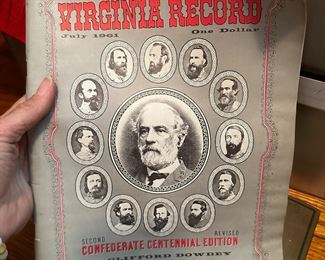 VIRGINIA RECORD
July 1961 One Dollar
SECOND REVISED
CONFEDERATE CENTENNIAL EDITION
CLIFFORD DOWDEY